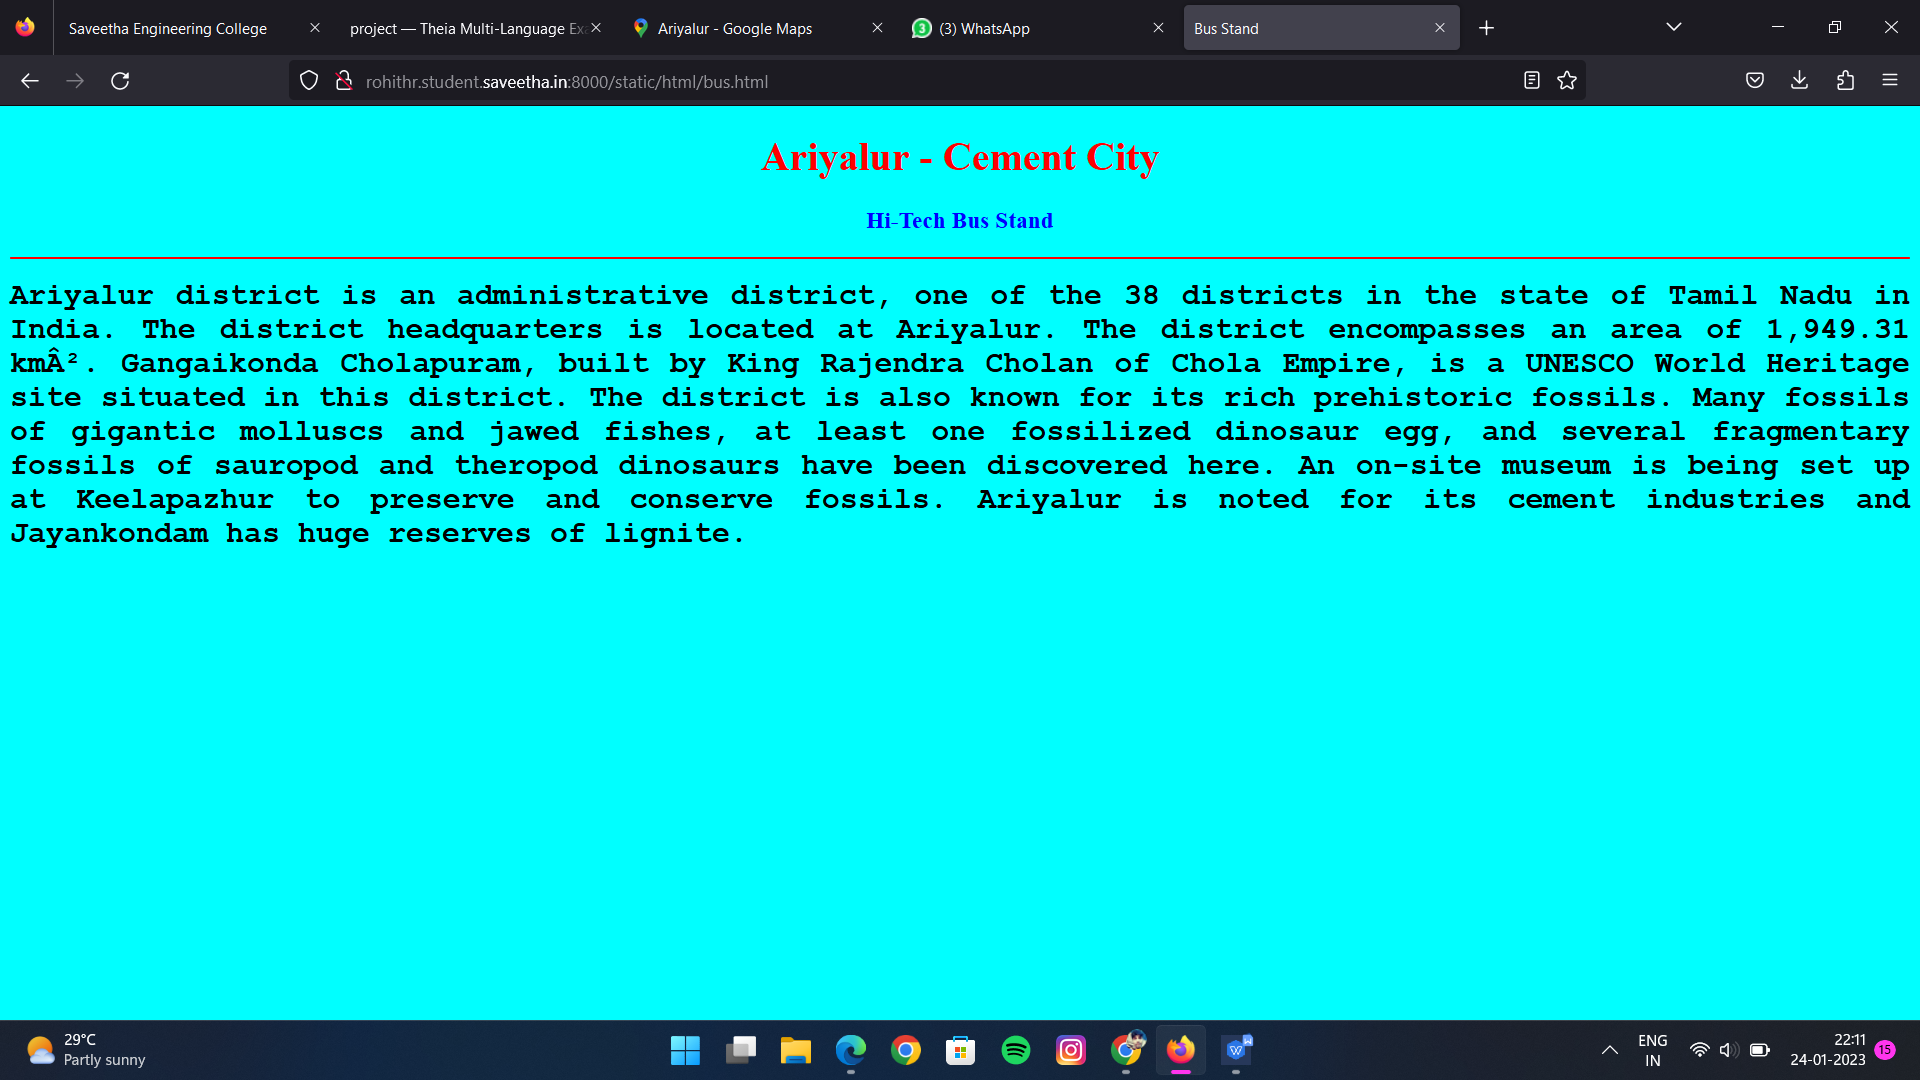 Saveetha Engineering College
project — Theia Multi-Language Ex
Ariyalur - Google Maps
3 (3) WhatsApp
Bus Stand
rohithr.student.saveetha.in:8000/static/html/bus.html
Ariyalur - Cement City
Hi-Tech Bus Stand
Ariyalur district is an administrative district, one of the 38 districts in the state of Tamil Nadu in
India. The district headquarters is located at Ariyalur. The district encompasses an area of 1,949.31
kmÂ². Gangaikonda Cholapuram, built by King Rajendra Cholan of Chola Empire, is a UNESCO World Heritage
site situated in this district. The district is also known for its rich prehistoric fossils. Many fossils
of gigantic molluscs and jawed fishes, at least one fossilized dinosaur egg, and several fragmentary
fossils of sauropod and theropod dinosaurs have been discovered here. An on-site museum is being set up
at Keelapazhur to preserve and conserve fossils. Ariyalur is noted for its cement industries and
Jayankondam has huge reserves of lignite.
29°C
Partly sunny
ENG
IN
22:11
24-01-2023
15